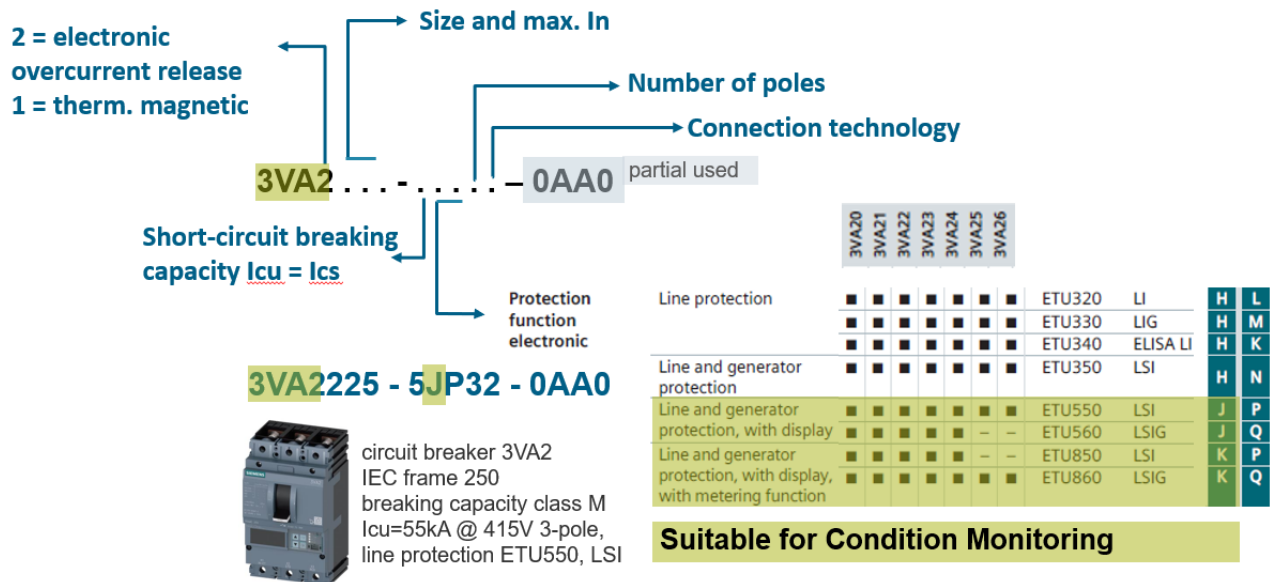 2 = electronic
overcurrent release
1 = therm. magnetic
Size and max. In
Number of poles
Connection technology
3VA2 . . . - . . . . . – 0AA0
partial used
Short-circuit breaking
capacity Icu = Ics
3VA20
3VA21
3VA22
3VA23
3VA24
3VA25
3VA26
Protection
function
electronic
Line protection ■ ■ ■ ■ ■ ■ ■ ETU320 LI H L
■ ■ ■ ■ ■ ■ ■ ETU330 LIG H M
■ ■ ■ ■ ■ ■ ■ ETU340 ELISA LI H K
Line and generator
protection
■ ■ ■ ■ ■ ■ ■ ETU350 LSI H N
Line and generator
protection, with display
■ ■ ■ ■ ■ ■ ■ ETU550 LSI J P
■ ■ ■ ■ ■ – – ETU560 LSIG J Q
Line and generator
protection, with display,
with metering function
■ ■ ■ ■ ■ – – ETU850 LSI K P
■ ■ ■ ■ ■ ■ ■ ETU860 LSIG K Q
3VA2225 - 5JP32 - 0AA0
SIEMENS
circuit breaker 3VA2
IEC frame 250
breaking capacity class M
Icu=55kA @ 415V 3-pole,
line protection ETU550, LSI
Suitable for Condition Monitoring